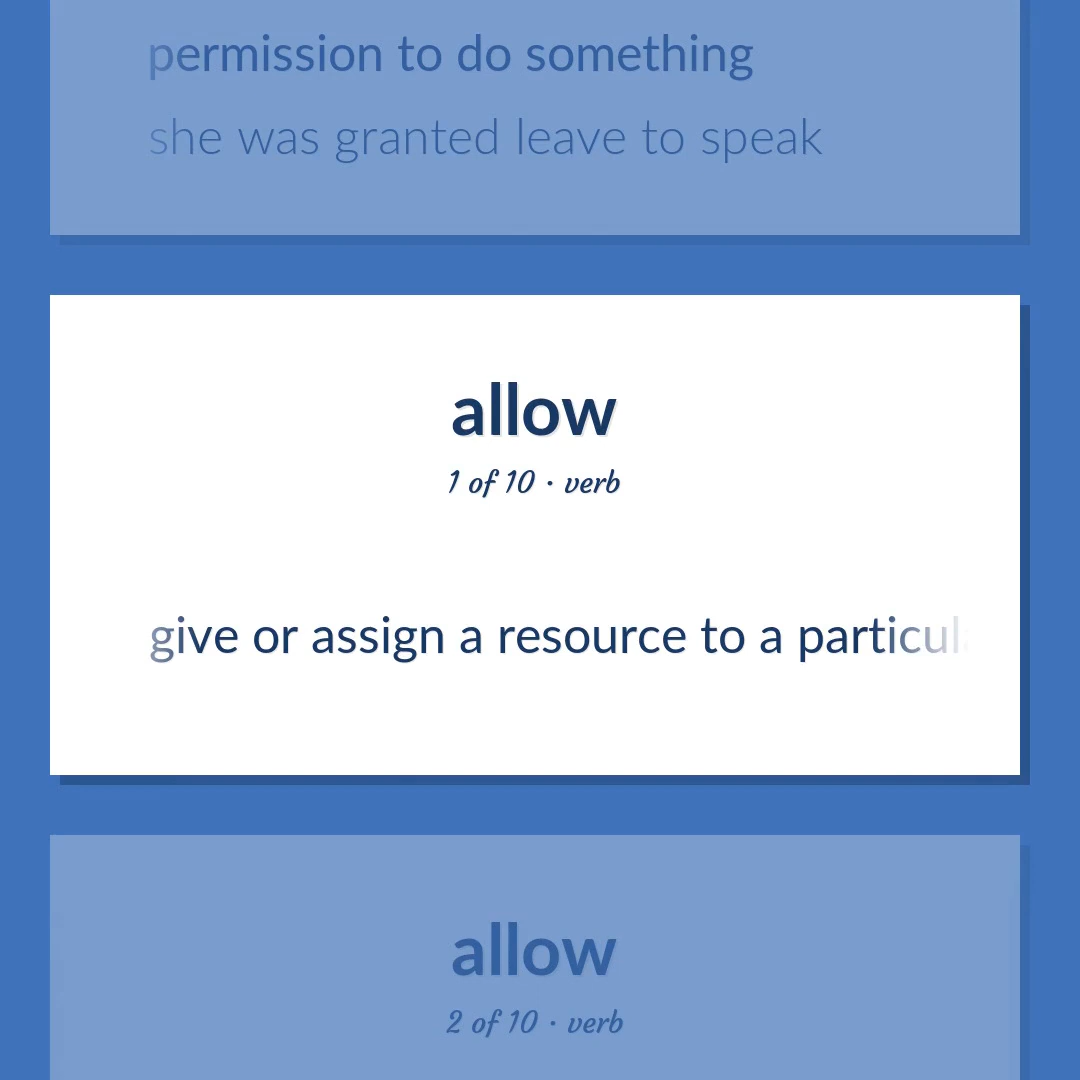 permission to do something
she was granted leave to speak
allow
1 of 10 · verb
give or assign a resource to a
allow
2 of 10 · verb